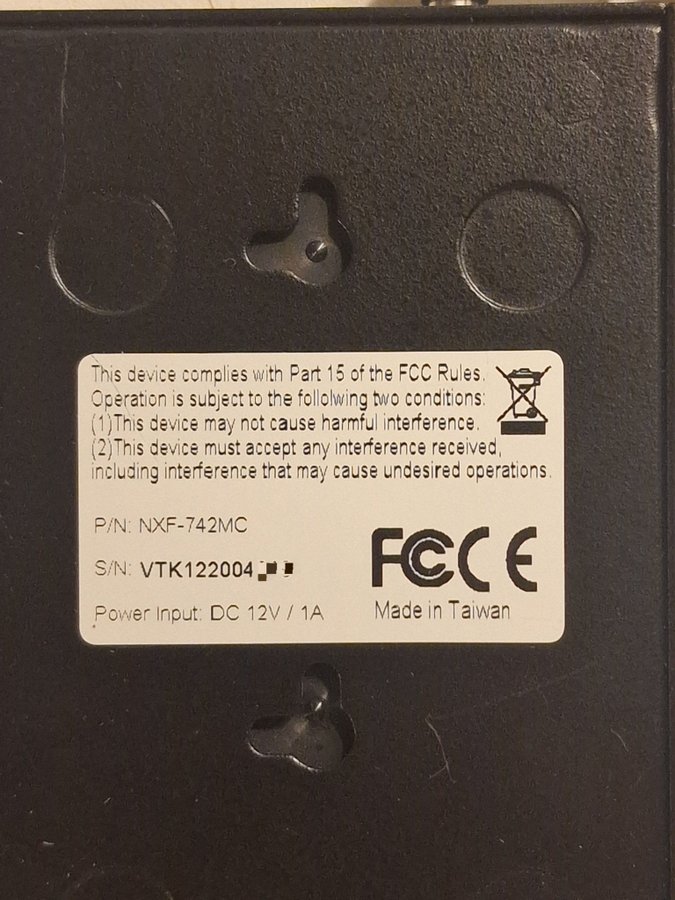 This device complies with Part 15 of the FCC Rules.
Operation is subject to the follolwing two conditions:
(1)This device may not cause harmful interference.
(2)This device must accept any interference received,
including interference that may cause undesired operations.
P/N: NXF-742MC
S/N: VTK122004
FC CE
Power Input: DC 12V / 1A
Made in Taiwan